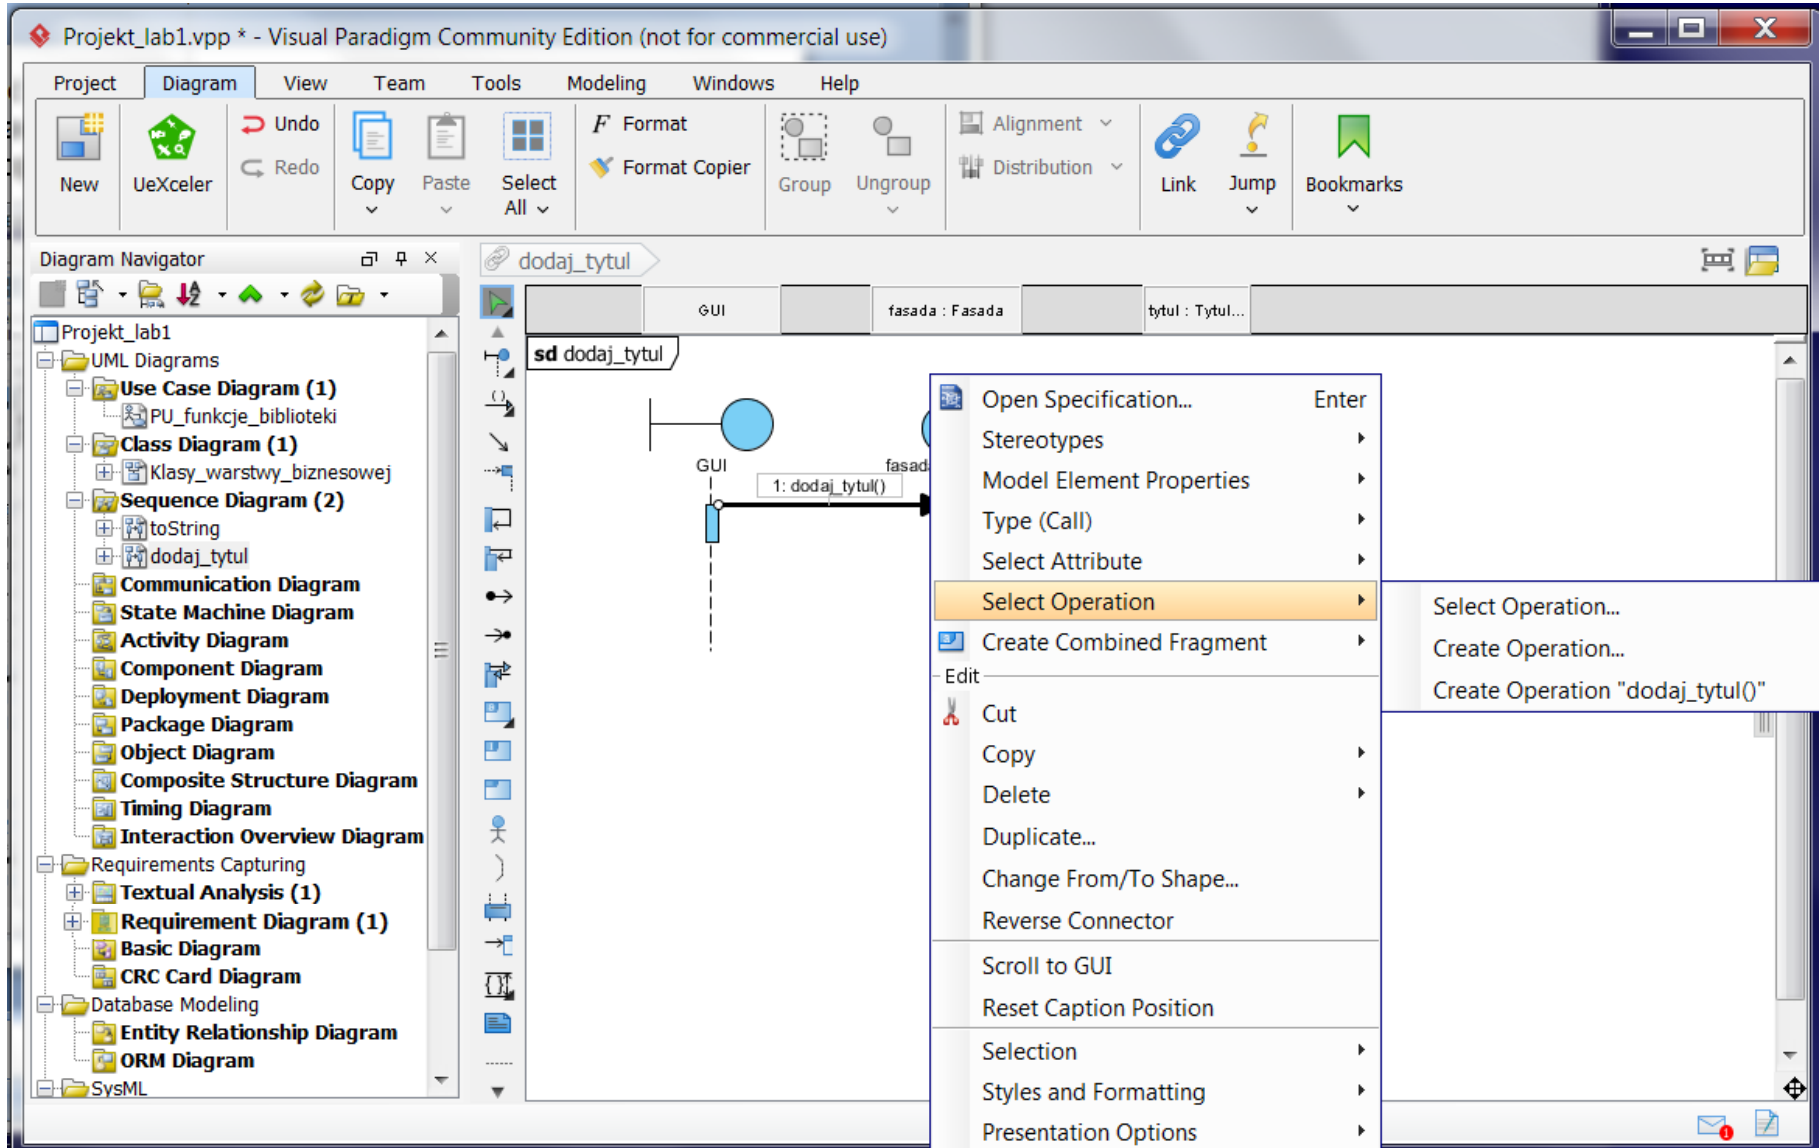 Projekt_lab1.vpp * - Visual Paradigm Community Edition (not for commercial use)
Project Diagram View Team Tools Modeling Windows Help
New
UeXceler
Undo
Redo
Copy
Paste
Select
All
F Format
Format Copier
Group
Ungroup
Alignment
Distribution
Link
Jump
Bookmarks
Diagram Navigator
Projekt_lab1
UML Diagrams
Use Case Diagram (1)
PU_funkcje_biblioteki
Class Diagram (1)
Klasy_warstwy_biznesowej
Sequence Diagram (2)
toString
dodaj_tytul
Communication Diagram
State Machine Diagram
Activity Diagram
Component Diagram
Deployment Diagram
Package Diagram
Object Diagram
Composite Structure Diagram
Timing Diagram
Interaction Overview Diagram
Requirements Capturing
Textual Analysis (1)
Requirement Diagram (1)
Basic Diagram
CRC Card Diagram
Database Modeling
Entity Relationship Diagram
ORM Diagram
SysML
dodaj_tytul
GUI
fasada : Fasada
tytul : Tytul...
sd dodaj_tytul
GUI
fasad
1: dodaj_tytul()
Open Specification... Enter
Stereotypes
Model Element Properties
Type (Call)
Select Attribute
Select Operation
Create Combined Fragment
Edit
Cut
Copy
Delete
Duplicate...
Change From/To Shape...
Reverse Connector
Scroll to GUI
Reset Caption Position
Selection
Styles and Formatting
Presentation Options
Select Operation...
Create Operation...
Create Operation "dodaj_tytul()"
1